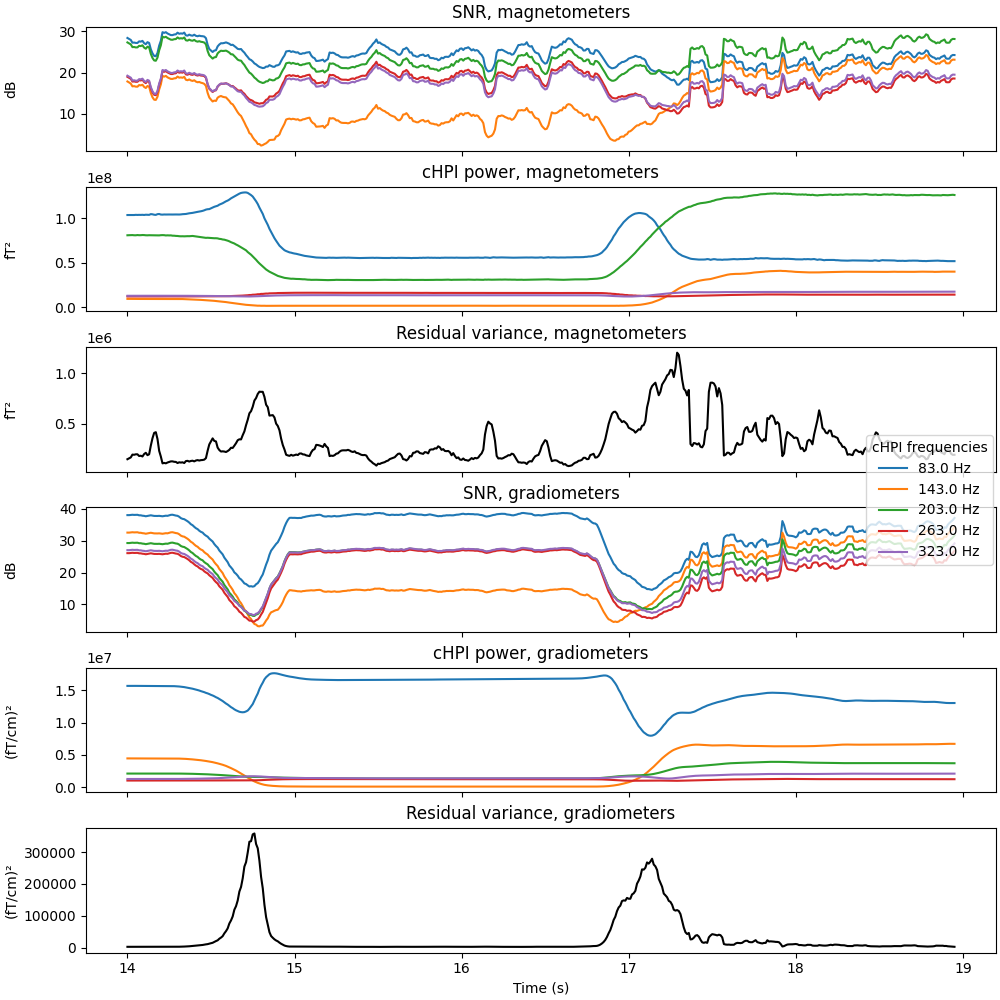 SNR, magnetometers
30
20
10
dB
1e8
cHPI power, magnetometers
1.0
0.5
0.0
fT²
1e6
Residual variance, magnetometers
1.0
0.5
fT²
cHPI frequencies
83.0 Hz
143.0 Hz
203.0 Hz
263.0 Hz
323.0 Hz
SNR, gradiometers
40
30
20
10
dB
1e7
cHPI power, gradiometers
1.5
1.0
0.5
0.0
(fT/cm)²
Residual variance, gradiometers
300000
200000
100000
0
(fT/cm)²
14 15 16 17 18 19
Time (s)